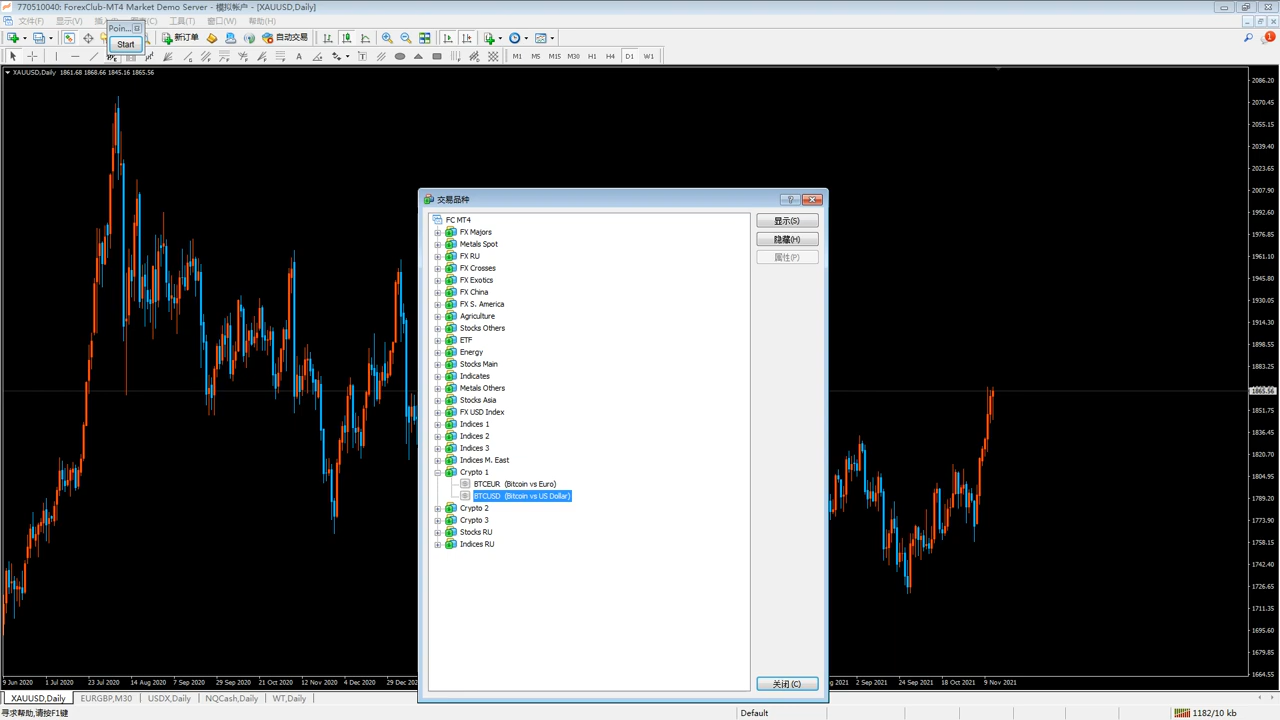 770510040: ForexClub-MT4 Market Demo Server - 模拟帐户 - [XAUUSD,Daily]
文件(F) 显示(V) 图表(C) 工具(T) 窗口(W) 帮助(H)
Poin...
Start
新订单 自动交易
M1 M5 M15 M30 H1 H4 D1 W1
1
XAUUSD,Daily 1861.68 1868.66 1845.16 1865.56
交易品种
FC MT4
FX Majors
Metals Spot
FX RU
FX Crosses
FX Exotics
FX China
FX S. America
Agriculture
Stocks Others
ETF
Energy
Stocks Main
Indicates
Metals Others
Stocks Asia
FX USD Index
Indices 1
Indices 2
Indices 3
Indices M. East
Crypto 1
BTCEUR (Bitcoin vs Euro)
BTCUSD (Bitcoin vs US Dollar)
Crypto 2
Crypto 3
Stocks RU
Indices RU
显示(S)
隐藏(H)
属性(P)
关闭 (C)
2086.20
2070.75
2055.15
2039.40
2023.65
2007.90
1992.60
1976.85
1961.10
1945.80
1930.05
1914.30
1898.55
1883.25
1865.56
1851.75
1836.45
1820.70
1804.95
1789.20
1773.90
1758.15
1742.40
1726.65
1711.35
1695.60
1679.85
1664.55
9 Jun 2020 1 Jul 2020 23 Jul 2020 14 Aug 2020 7 Sep 2020 29 Sep 2020 21 Oct 2020 12 Nov 2020 4 Dec 2020 29 Dec 2 Sep 2021 24 Sep 2021 18 Oct 2021 9 Nov 2021
XAUUSD,Daily EURGBP,M30 USDX,Daily NQCash,Daily WT,Daily
寻求帮助,请按F1键 Default 1182/10 kb